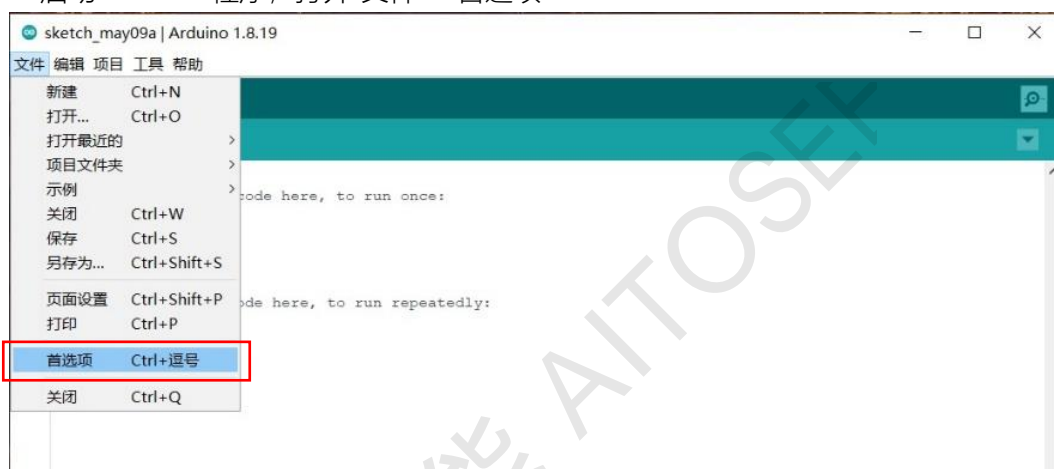 sketch_may09a | Arduino 1.8.19
文件 编辑 项目 工具 帮助
新建 Ctrl+N
打开... Ctrl+O
打开最近的 >
项目文件夹 >
示例 >
关闭 Ctrl+W
保存 Ctrl+S
另存为... Ctrl+Shift+S
页面设置 Ctrl+Shift+P
打印 Ctrl+P
首选项 Ctrl+逗号
关闭 Ctrl+Q
code here, to run once:
here, to run repeatedly:
能 AITOSE